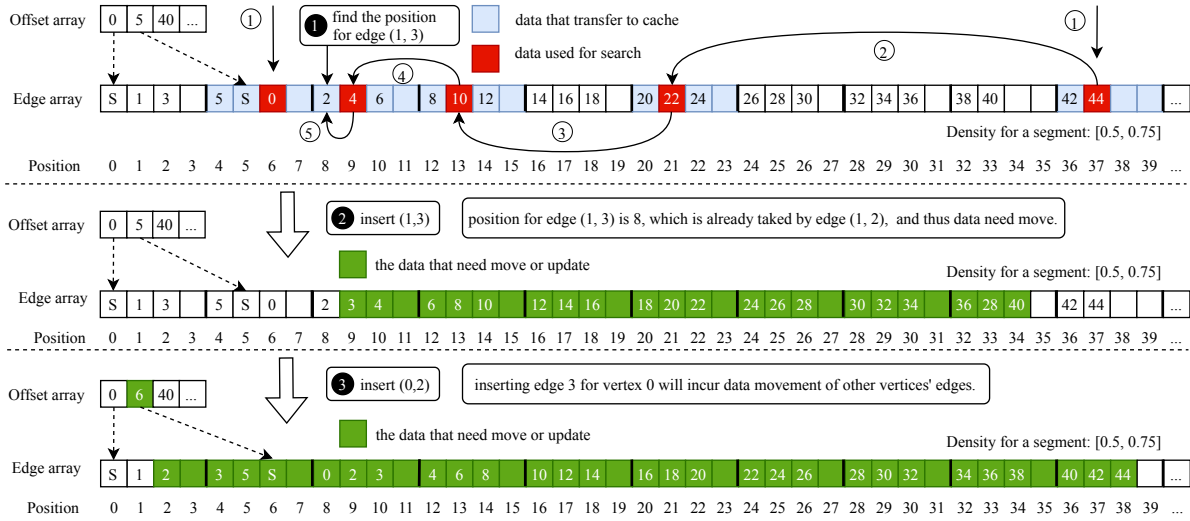 Offset array 0 5 40 ...
① ❶ find the position for edge (1, 3)
data that transfer to cache
data used for search
① ② ④
Edge array S 1 3 5 S 0 2 4 6 8 10 12 14 16 18 20 22 24 26 28 30 32 34 36 38 40 42 44 ...
⑤ ③
Density for a segment: [0.5, 0.75]
Position 0 1 2 3 4 5 6 7 8 9 10 11 12 13 14 15 16 17 18 19 20 21 22 23 24 25 26 27 28 29 30 31 32 33 34 35 36 37 38 39 ...
Offset array 0 5 40 ...
❷ insert (1,3)
position for edge (1, 3) is 8, which is already taked by edge (1, 2), and thus data need move.
the data that need move or update
Density for a segment: [0.5, 0.75]
Edge array S 1 3 5 S 0 2 3 4 6 8 10 12 14 16 18 20 22 24 26 28 30 32 34 36 28 40 42 44 ...
Position 0 1 2 3 4 5 6 7 8 9 10 11 12 13 14 15 16 17 18 19 20 21 22 23 24 25 26 27 28 29 30 31 32 33 34 35 36 37 38 39 ...
Offset array 0 6 40 ...
❸ insert (0,2)
inserting edge 3 for vertex 0 will incur data movement of other vertices' edges.
the data that need move or update
Density for a segment: [0.5, 0.75]
Edge array S 1 2 3 5 S 0 2 3 4 6 8 10 12 14 16 18 20 22 24 26 28 30 32 34 36 38 40 42 44 ...
Position 0 1 2 3 4 5 6 7 8 9 10 11 12 13 14 15 16 17 18 19 20 21 22 23 24 25 26 27 28 29 30 31 32 33 34 35 36 37 38 39 ...